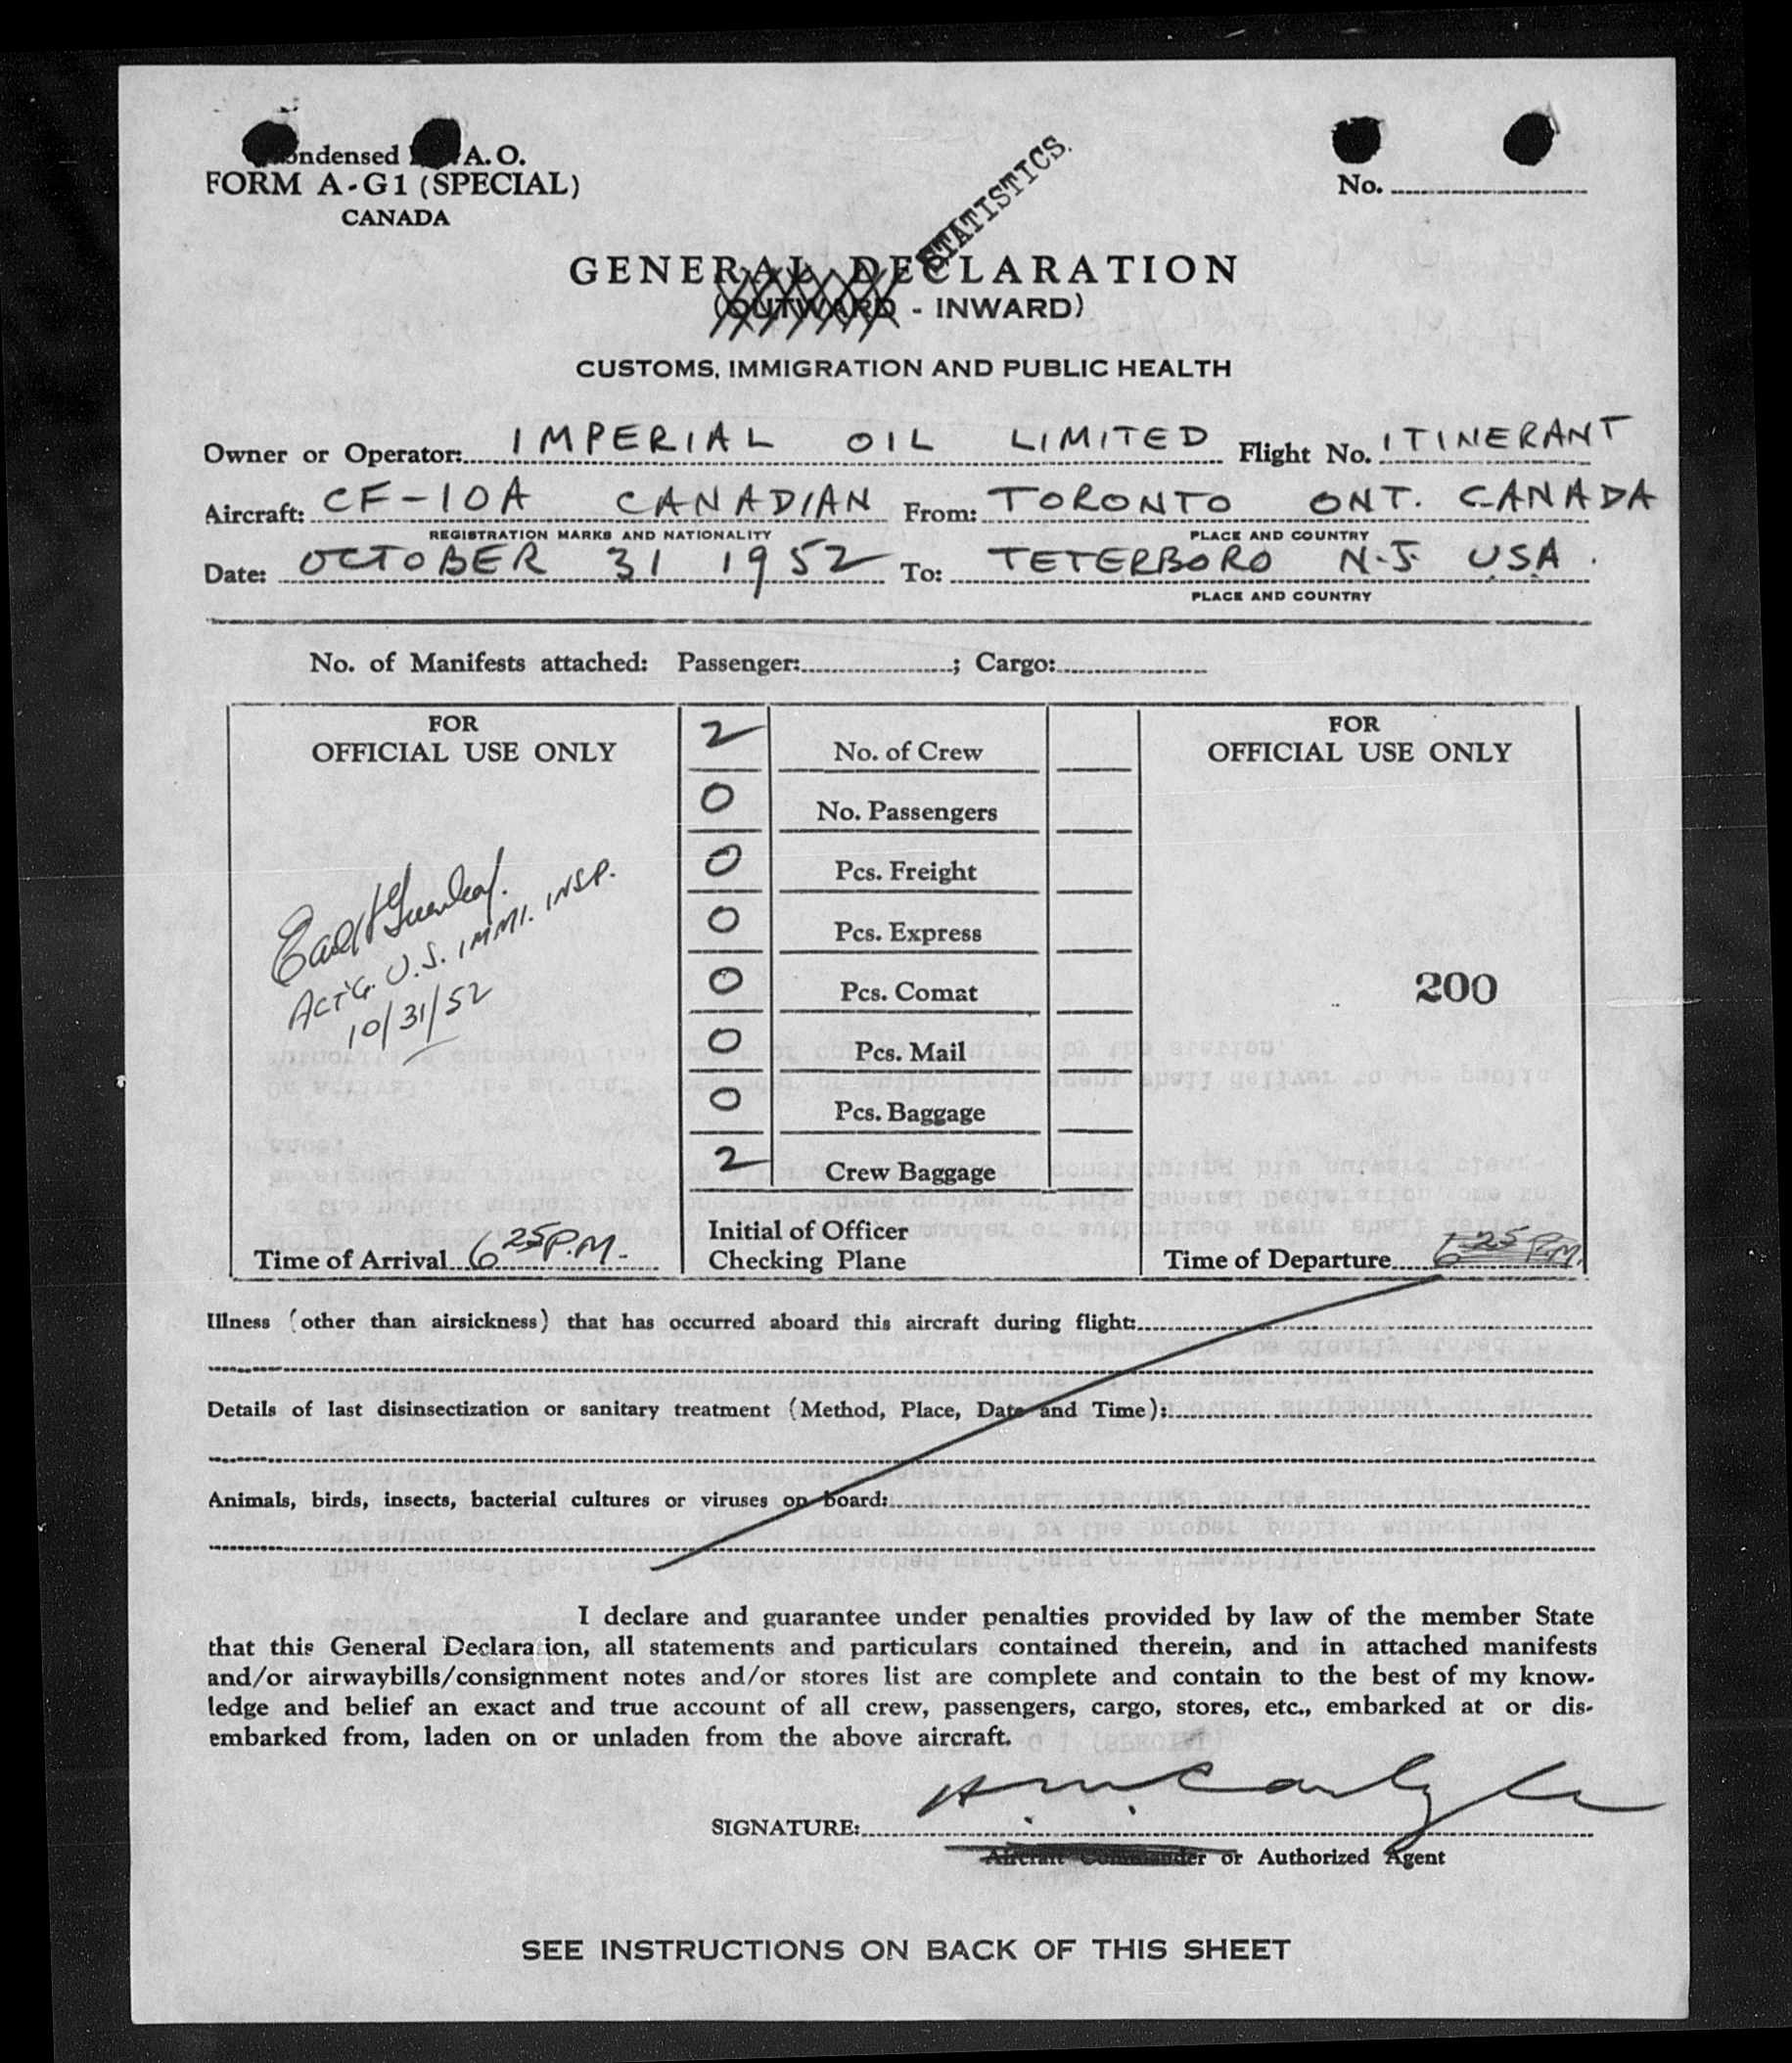 ondensed A. O.
FORM A-G1 (SPECIAL)
CANADA
No.
STATISTICS.
GENERAL DECLARATION
(OUTWARD - INWARD)
CUSTOMS, IMMIGRATION AND PUBLIC HEALTH
Owner or Operator: IMPERIAL OIL LIMITED Flight No. ITINERANT
Aircraft: CF-10A CANADIAN From: TORONTO ONT. CANADA
REGISTRATION MARKS AND NATIONALITY PLACE AND COUNTRY
Date: OCTOBER 31 1952 To: TETERBORO N.J. USA.
PLACE AND COUNTRY
No. of Manifests attached: Passenger: ; Cargo:
FOR
OFFICIAL USE ONLY
ACT'G. U.S. IMMI. INSP.
10/31/52
Time of Arrival 6 25 P.M.
2 No. of Crew
0 No. Passengers
0 Pcs. Freight
0 Pcs. Express
0 Pcs. Comat
0 Pcs. Mail
0 Pcs. Baggage
2 Crew Baggage
Initial of Officer
Checking Plane
FOR
OFFICIAL USE ONLY
200
Time of Departure 6 25 P.M.
Illness (other than airsickness) that has occurred aboard this aircraft during flight:
Details of last disinsectization or sanitary treatment (Method, Place, Date and Time):
Animals, birds, insects, bacterial cultures or viruses on board:
I declare and guarantee under penalties provided by law of the member State
that this General Declara ion, all statements and particulars contained therein, and in attached manifests
and/or airwaybills/consignment notes and/or stores list are complete and contain to the best of my know-
ledge and belief an exact and true account of all crew, passengers, cargo, stores, etc., embarked at or dis-
embarked from, laden on or unladen from the above aircraft.
SIGNATURE: H. M. Carlyle
Aircraft Commander or Authorized Agent
SEE INSTRUCTIONS ON BACK OF THIS SHEET